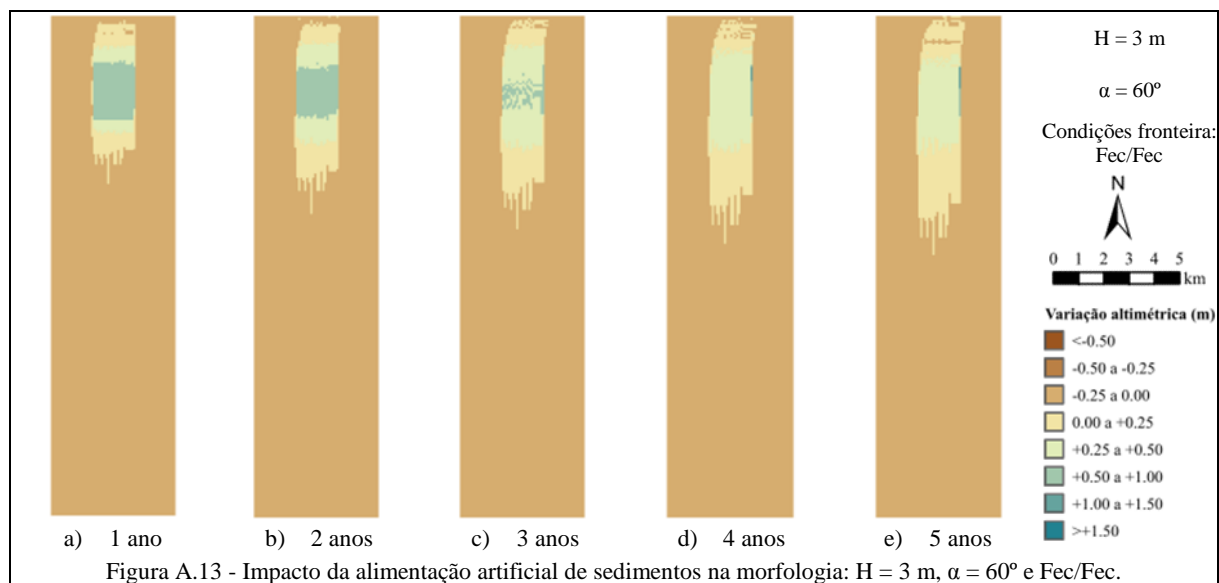 H = 3 m
α = 60º
Condições fronteira:
Fec/Fec
N
0 1 2 3 4 5
km
Variação altimétrica (m)
<-0.50
-0.50 a -0.25
-0.25 a 0.00
0.00 a +0.25
+0.25 a +0.50
+0.50 a +1.00
+1.00 a +1.50
>+1.50
a) 1 ano b) 2 anos c) 3 anos d) 4 anos e) 5 anos
Figura A.13 - Impacto da alimentação artificial de sedimentos na morfologia: H = 3 m, α = 60º e Fec/Fec.